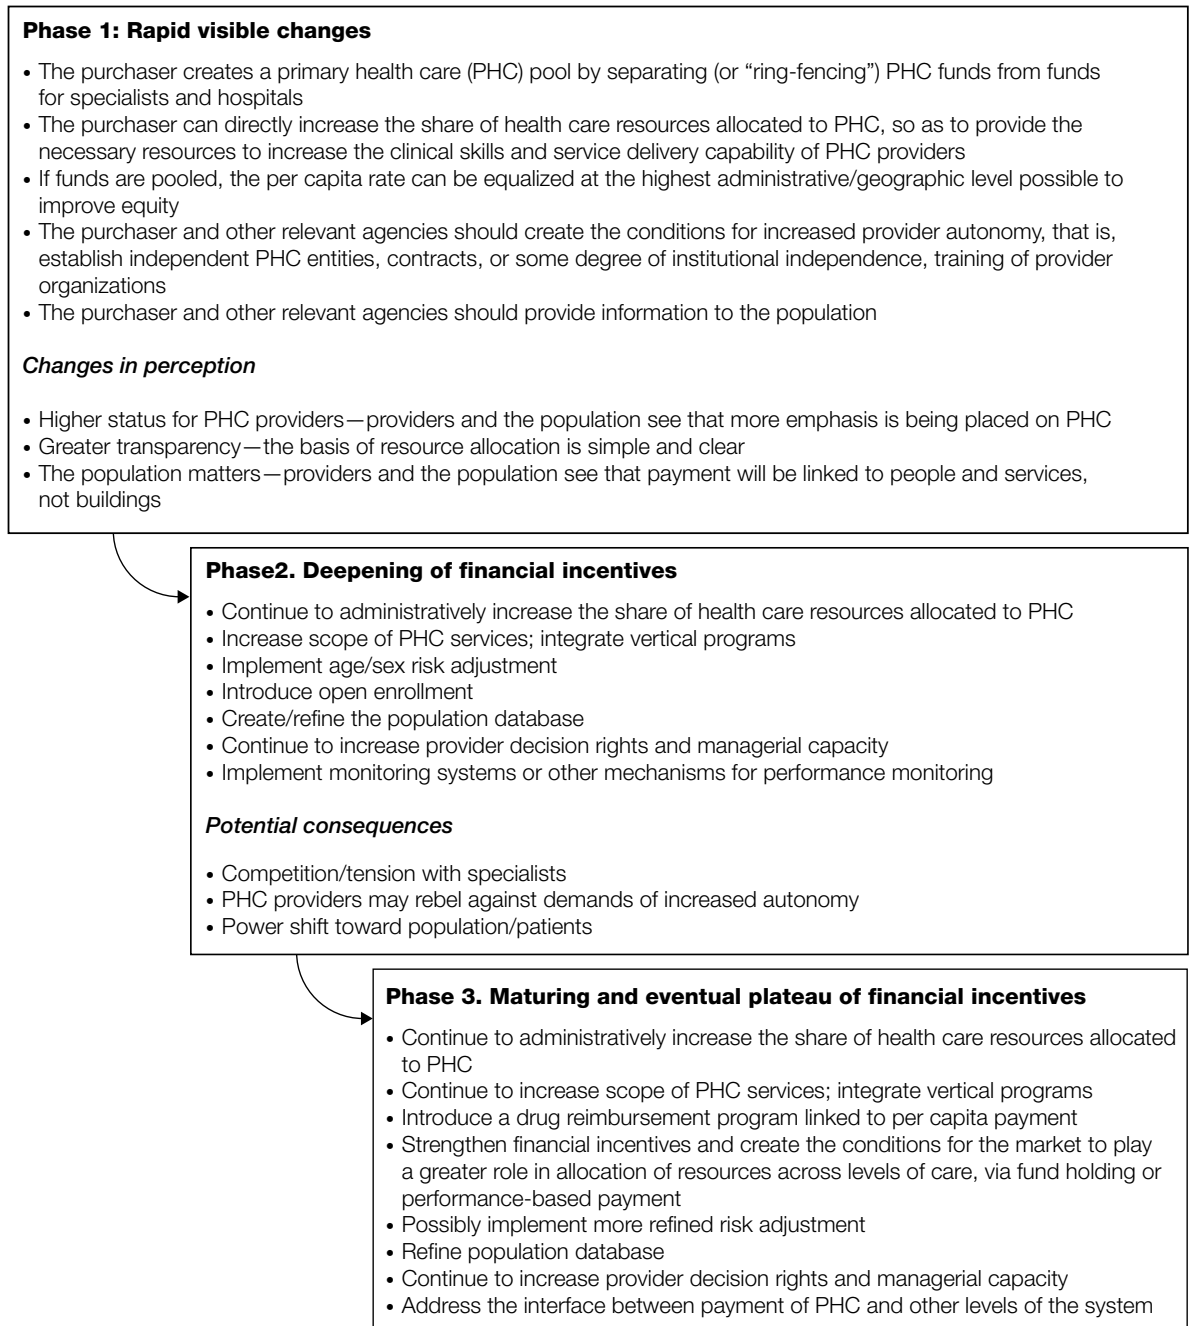 Phase 1: Rapid visible changes
• The purchaser creates a primary health care (PHC) pool by separating (or “ring-fencing”) PHC funds from funds
for specialists and hospitals
• The purchaser can directly increase the share of health care resources allocated to PHC, so as to provide the
necessary resources to increase the clinical skills and service delivery capability of PHC providers
• If funds are pooled, the per capita rate can be equalized at the highest administrative/geographic level possible to
improve equity
• The purchaser and other relevant agencies should create the conditions for increased provider autonomy, that is,
establish independent PHC entities, contracts, or some degree of institutional independence, training of provider
organizations
• The purchaser and other relevant agencies should provide information to the population
Changes in perception
• Higher status for PHC providers—providers and the population see that more emphasis is being placed on PHC
• Greater transparency—the basis of resource allocation is simple and clear
• The population matters—providers and the population see that payment will be linked to people and services,
not buildings
Phase2. Deepening of financial incentives
• Continue to administratively increase the share of health care resources allocated to PHC
• Increase scope of PHC services; integrate vertical programs
• Implement age/sex risk adjustment
• Introduce open enrollment
• Create/refine the population database
• Continue to increase provider decision rights and managerial capacity
• Implement monitoring systems or other mechanisms for performance monitoring
Potential consequences
• Competition/tension with specialists
• PHC providers may rebel against demands of increased autonomy
• Power shift toward population/patients
Phase 3. Maturing and eventual plateau of financial incentives
• Continue to administratively increase the share of health care resources allocated
to PHC
• Continue to increase scope of PHC services; integrate vertical programs
• Introduce a drug reimbursement program linked to per capita payment
• Strengthen financial incentives and create the conditions for the market to play
a greater role in allocation of resources across levels of care, via fund holding or
performance-based payment
• Possibly implement more refined risk adjustment
• Refine population database
• Continue to increase provider decision rights and managerial capacity
• Address the interface between payment of PHC and other levels of the system